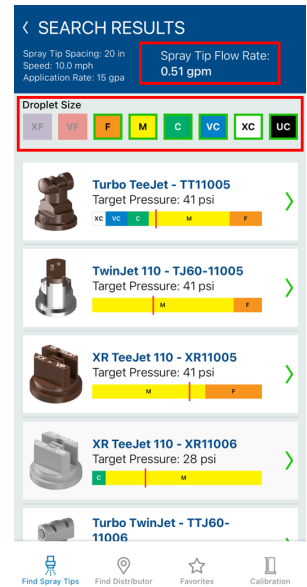 SEARCH RESULTS
Spray Tip Spacing: 20 in
Speed: 10.0 mph
Application Rate: 15 gpa
Spray Tip Flow Rate:
0.51 gpm
Droplet Size
XF VF F M C VC XC UC
Turbo TeeJet - TT11005
Target Pressure: 41 psi
XC VC C M F
TwinJet 110 - TJ60-11005
Target Pressure: 41 psi
M F
XR TeeJet 110 - XR11005
Target Pressure: 41 psi
M F
XR TeeJet 110 - XR11006
Target Pressure: 28 psi
C M
Turbo TwinJet - TTJ60-
11006
Find Spray Tips Find Distributor Favorites Calibration